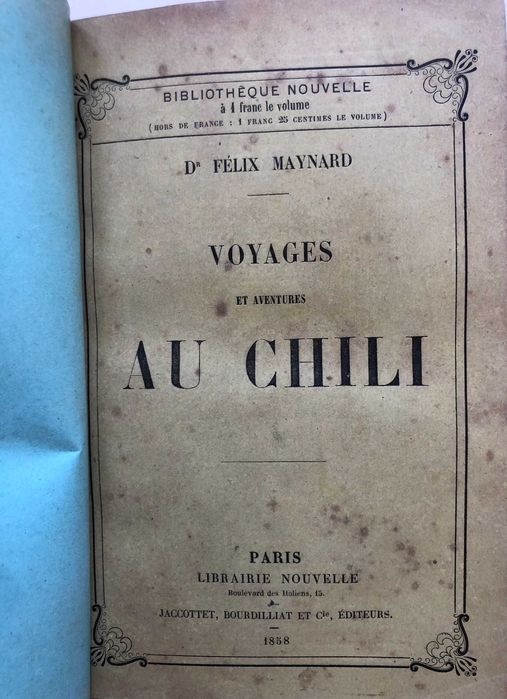 BIBLIOTHÈQUE NOUVELLE
à 1 franc le volume
(HORS DE FRANCE : 1 FRANC 25 CENTIMES LE VOLUME)
Dr FÉLIX MAYNARD
VOYAGES
ET AVENTURES
AU CHILI
PARIS
LIBRAIRIE NOUVELLE
Boulevard des Italiens, 15.
JACCOTTET, BOURDILLIAT ET Cie, ÉDITEURS.
1858